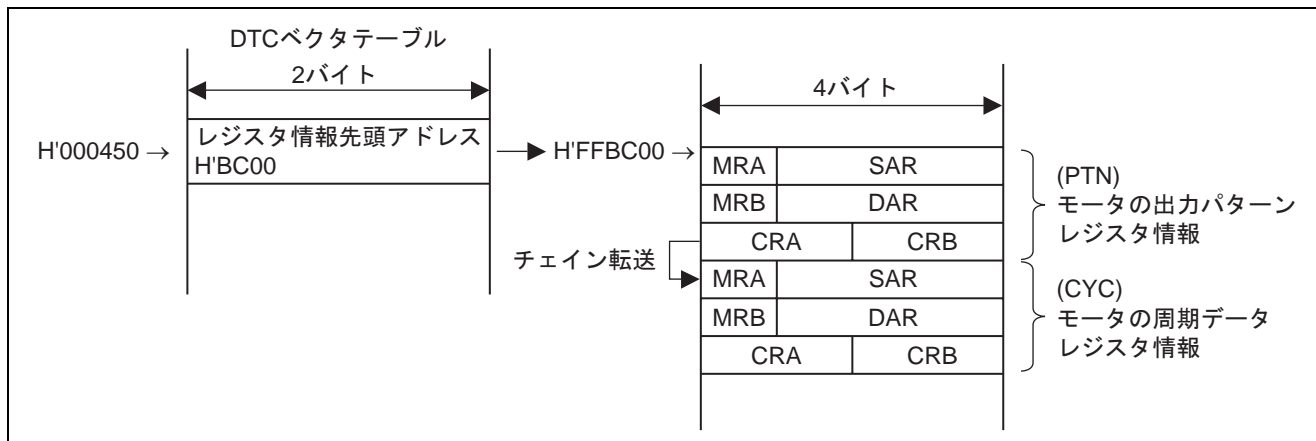 DTCベクタテーブル
2バイト
H'000450 →
レジスタ情報先頭アドレス
H'BC00
H'FFBC00 →
4バイト
MRA SAR
MRB DAR
CRA CRB
チェイン転送
MRA SAR
MRB DAR
CRA CRB
(PTN)
モータの出力パターン
レジスタ情報
(CYC)
モータの周期データ
レジスタ情報